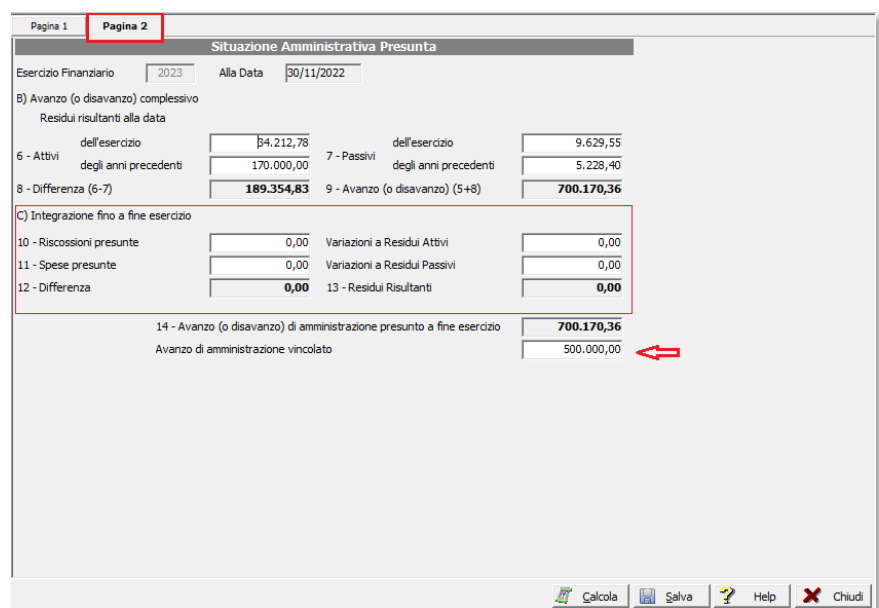 Pagina 1 Pagina 2
Situazione Amministrativa Presunta
Esercizio Finanziario 2023 Alla Data 30/11/2022
B) Avanzo (o disavanzo) complessivo
Residui risultanti alla data
6 - Attivi dell'esercizio 34.212,78 7 - Passivi dell'esercizio 9.629,55
degli anni precedenti 170.000,00 degli anni precedenti 5.228,40
8 - Differenza (6-7) 189.354,83 9 - Avanzo (o disavanzo) (5+8) 700.170,36
C) Integrazione fino a fine esercizio
10 - Riscossioni presunte 0,00 Variazioni a Residui Attivi 0,00
11 - Spese presunte 0,00 Variazioni a Residui Passivi 0,00
12 - Differenza 0,00 13 - Residui Risultanti 0,00
14 - Avanzo (o disavanzo) di amministrazione presunto a fine esercizio 700.170,36
Avanzo di amministrazione vincolato 500.000,00
Calcola Salva Help Chiudi